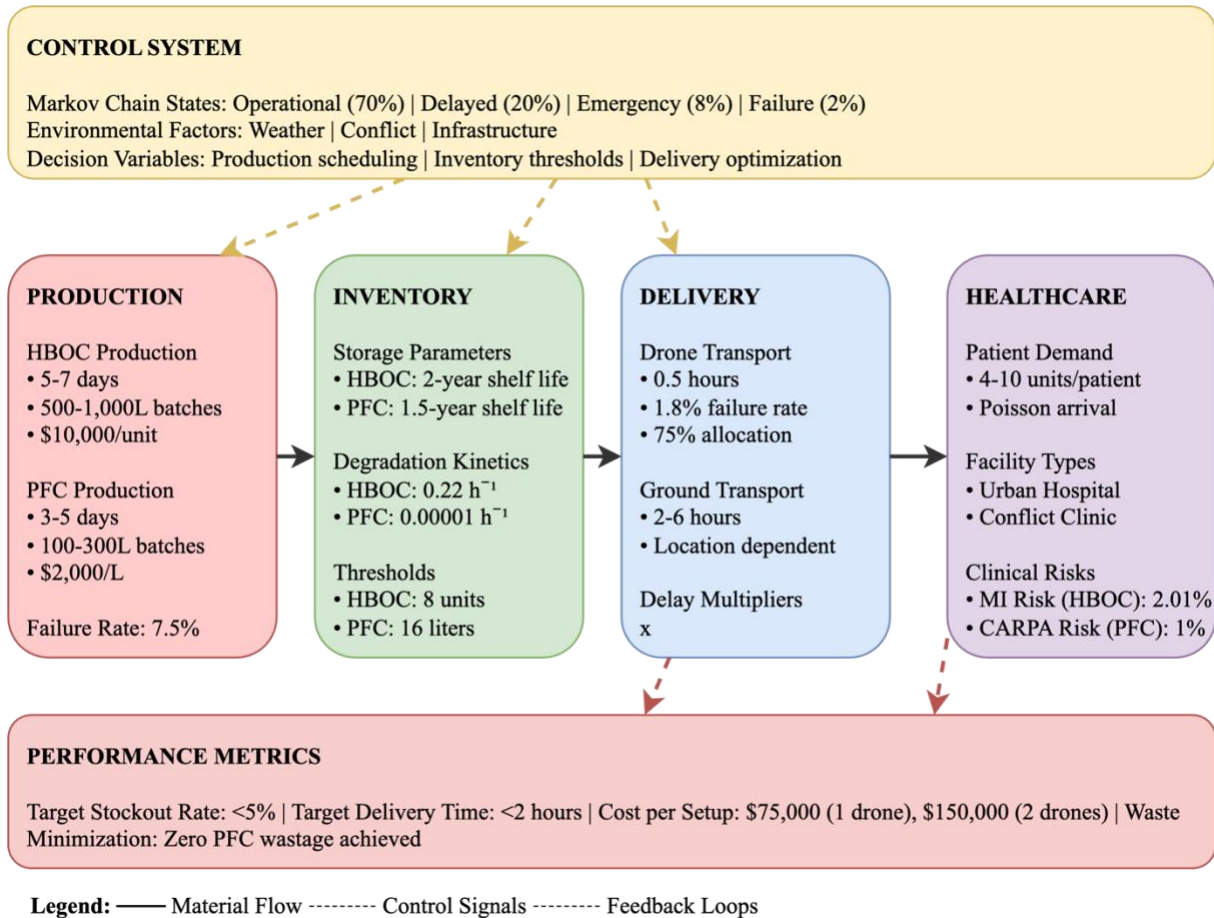 CONTROL SYSTEM
Markov Chain States: Operational (70%) | Delayed (20%) | Emergency (8%) | Failure (2%)
Environmental Factors: Weather | Conflict | Infrastructure
Decision Variables: Production scheduling | Inventory thresholds | Delivery optimization
PRODUCTION
HBOC Production
• 5-7 days
• 500-1,000L batches
• $10,000/unit
PFC Production
• 3-5 days
• 100-300L batches
• $2,000/L
Failure Rate: 7.5%
INVENTORY
Storage Parameters
• HBOC: 2-year shelf life
• PFC: 1.5-year shelf life
Degradation Kinetics
• HBOC: 0.22 h⁻¹
• PFC: 0.00001 h⁻¹
Thresholds
• HBOC: 8 units
• PFC: 16 liters
DELIVERY
Drone Transport
• 0.5 hours
• 1.8% failure rate
• 75% allocation
Ground Transport
• 2-6 hours
• Location dependent
Delay Multipliers
x
HEALTHCARE
Patient Demand
• 4-10 units/patient
• Poisson arrival
Facility Types
• Urban Hospital
• Conflict Clinic
Clinical Risks
• MI Risk (HBOC): 2.01%
• CARPA Risk (PFC): 1%
PERFORMANCE METRICS
Target Stockout Rate: <5% | Target Delivery Time: <2 hours | Cost per Setup: $75,000 (1 drone), $150,000 (2 drones) | Waste
Minimization: Zero PFC wastage achieved
Legend: —— Material Flow --------- Control Signals --------- Feedback Loops